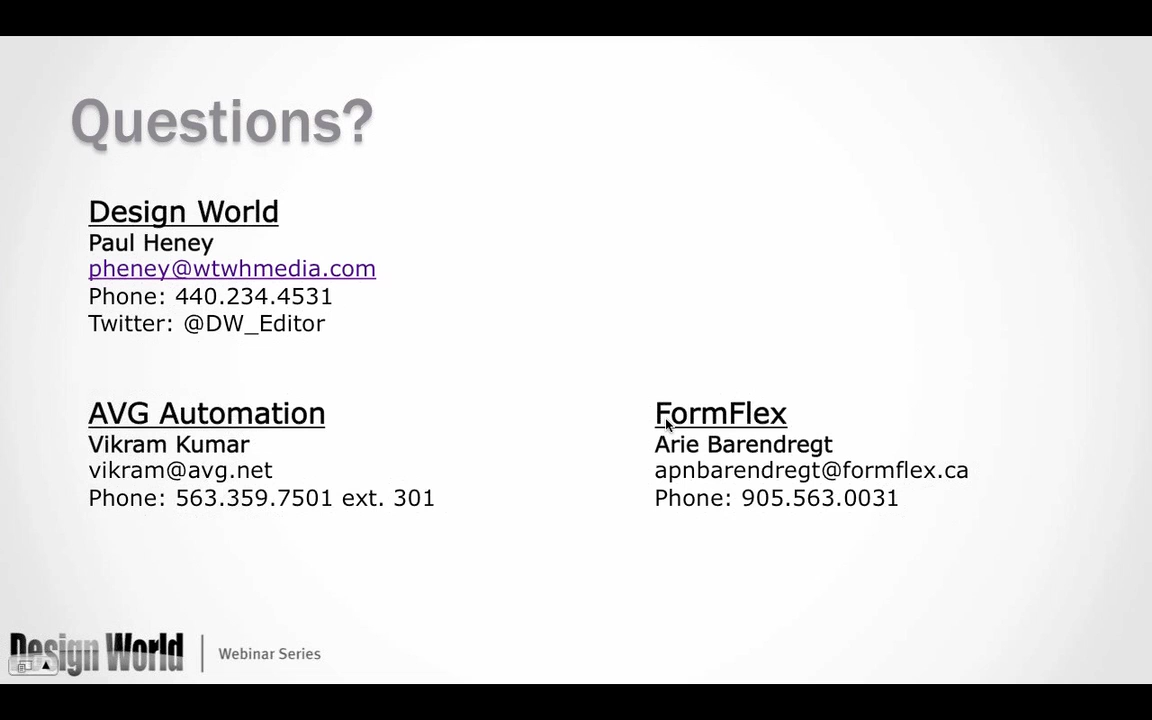 Questions?
Design World
Paul Heney
pheney@wtwhmedia.com
Phone: 440.234.4531
Twitter: @DW_Editor
AVG Automation
Vikram Kumar
vikram@avg.net
Phone: 563.359.7501 ext. 301
FormFlex
Arie Barendregt
apnbarendregt@formflex.ca
Phone: 905.563.0031
Design World
Webinar Series